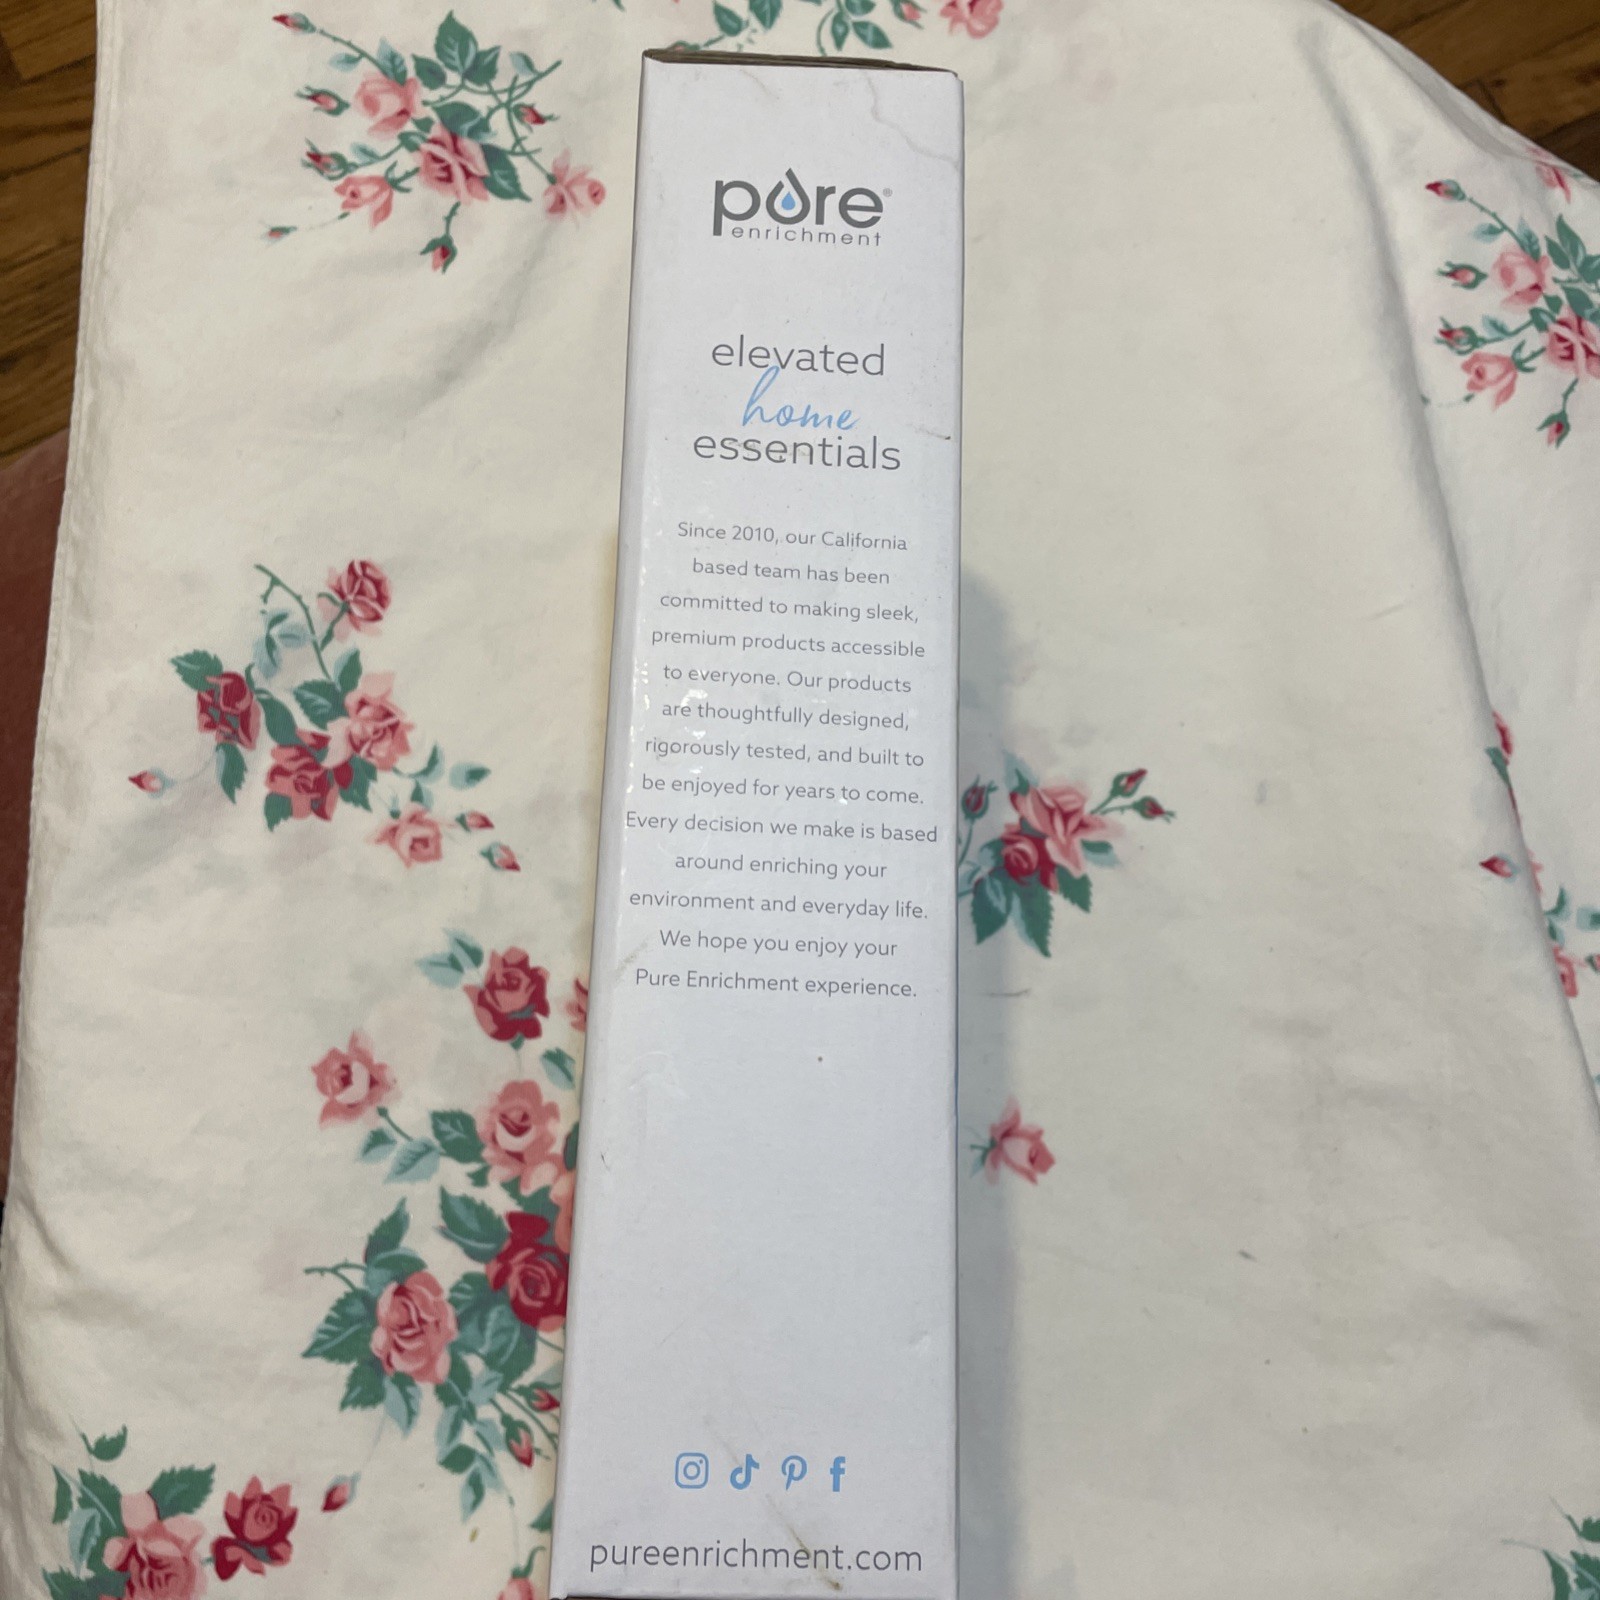 pure®
enrichment
elevated
home
essentials
Since 2010, our California
based team has been
committed to making sleek,
premium products accessible
to everyone. Our products
are thoughtfully designed,
rigorously tested, and built to
be enjoyed for years to come.
Every decision we make is based
around enriching your
environment and everyday life.
We hope you enjoy your
Pure Enrichment experience.
pureenrichment.com